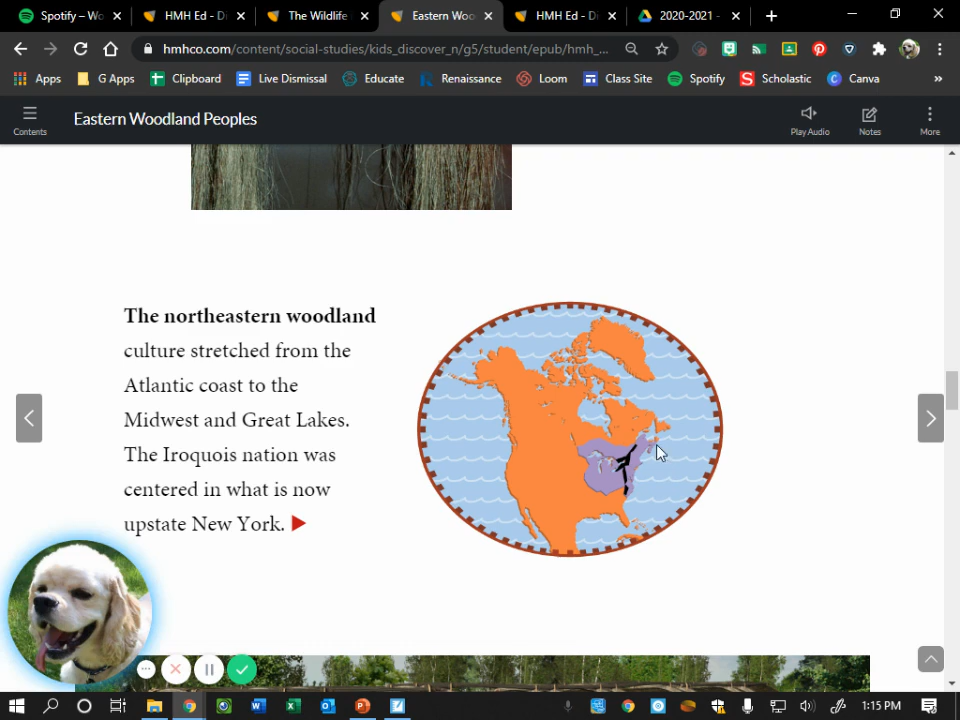 Spotify – Wo
HMH Ed - Di
The Wildlife
Eastern Woo
HMH Ed - Di
2020-2021 -
hmhco.com/content/social-studies/kids_discover_n/g5/student/epub/hmh_...
Apps
G Apps
Clipboard
Live Dismissal
Educate
Renaissance
Loom
Class Site
Spotify
Scholastic
Canva
»
Contents
Eastern Woodland Peoples
Play Audio
Notes
More
The northeastern woodland
culture stretched from the
Atlantic coast to the
Midwest and Great Lakes.
The Iroquois nation was
centered in what is now
upstate New York.
1:15 PM